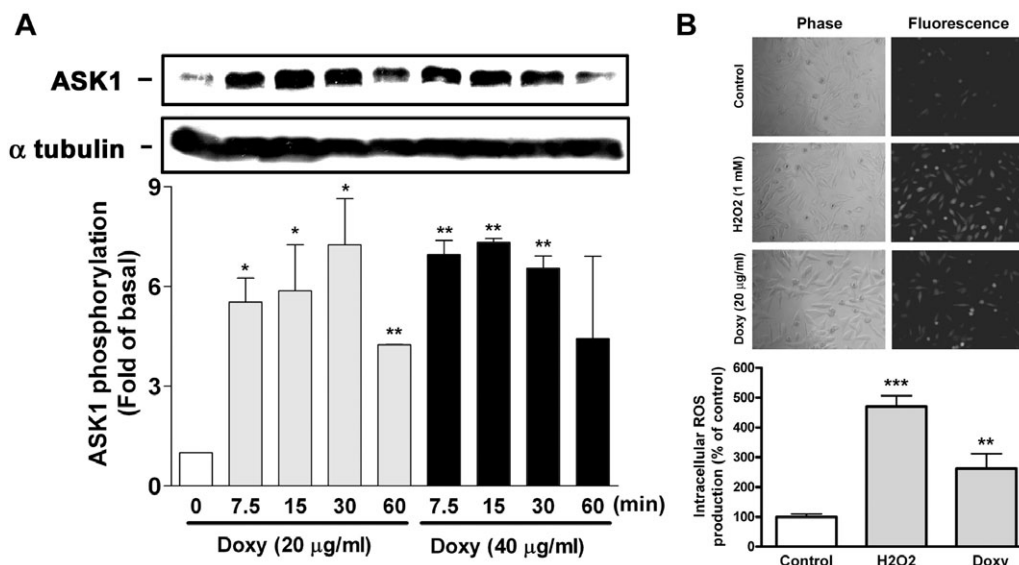 A
ASK1
α tubulin
ASK1 phosphorylation
(Fold of basal)
9
6
3
0
* * * ** ** ** **
0 7.5 15 30 60 7.5 15 30 60 (min)
Doxy (20 μg/ml) Doxy (40 μg/ml)
B
Phase Fluorescence
Control
H2O2 (1 mM)
Doxy (20 μg/ml)
Intracellular ROS
production (% of control)
600
500
400
300
200
100
0
*** **
Control H2O2 Doxy